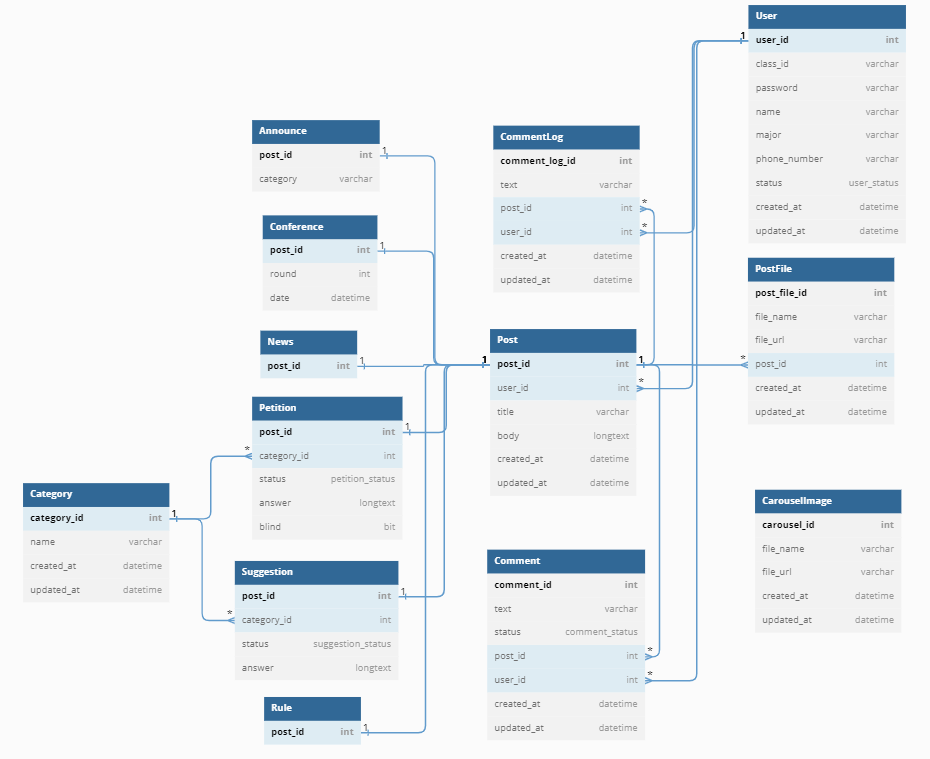 User
user_id int
class_id varchar
password varchar
name varchar
major varchar
phone_number varchar
status user_status
created_at datetime
updated_at datetime
1
Announce
post_id int
category varchar
1
CommentLog
comment_log_id int
text varchar
post_id int
user_id int
created_at datetime
updated_at datetime
*
*
Conference
post_id int
round int
date datetime
1
PostFile
post_file_id int
file_name varchar
file_url varchar
post_id int
created_at datetime
updated_at datetime
*
News
post_id int
1
Post
post_id int
user_id int
title varchar
body longtext
created_at datetime
updated_at datetime
1
1
*
Petition
post_id int
category_id int
status petition_status
answer longtext
blind bit
1
*
Category
category_id int
name varchar
created_at datetime
updated_at datetime
1
CarouselImage
carousel_id int
file_name varchar
file_url varchar
created_at datetime
updated_at datetime
Suggestion
post_id int
category_id int
status suggestion_status
answer longtext
1
*
Comment
comment_id int
text varchar
status comment_status
post_id int
user_id int
created_at datetime
updated_at datetime
*
*
Rule
post_id int
1